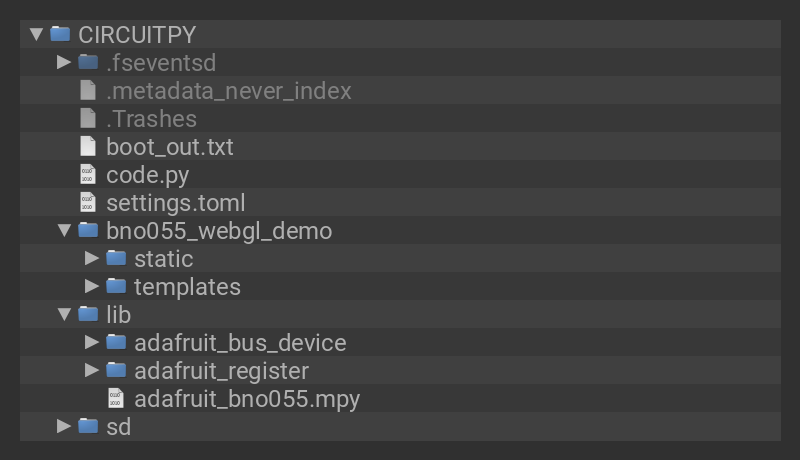 CIRCUITPY
.fseventsd
.metadata_never_index
.Trashes
boot_out.txt
code.py
settings.toml
bno055_webgl_demo
static
templates
lib
adafruit_bus_device
adafruit_register
adafruit_bno055.mpy
sd